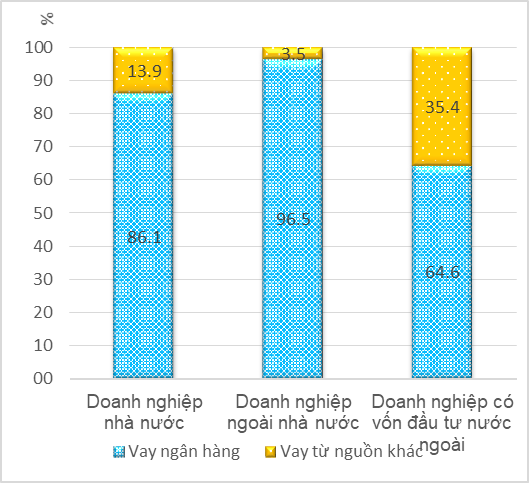 %
100
90
80
70
60
50
40
30
20
10
00
13.9
3.5
35.4
86.1
96.5
64.6
Doanh nghiệp
nhà nước
Doanh nghiệp
ngoài nhà nước
Doanh nghiệp có
vốn đầu tư nước
ngoài
Vay ngân hàng
Vay từ nguồn khác